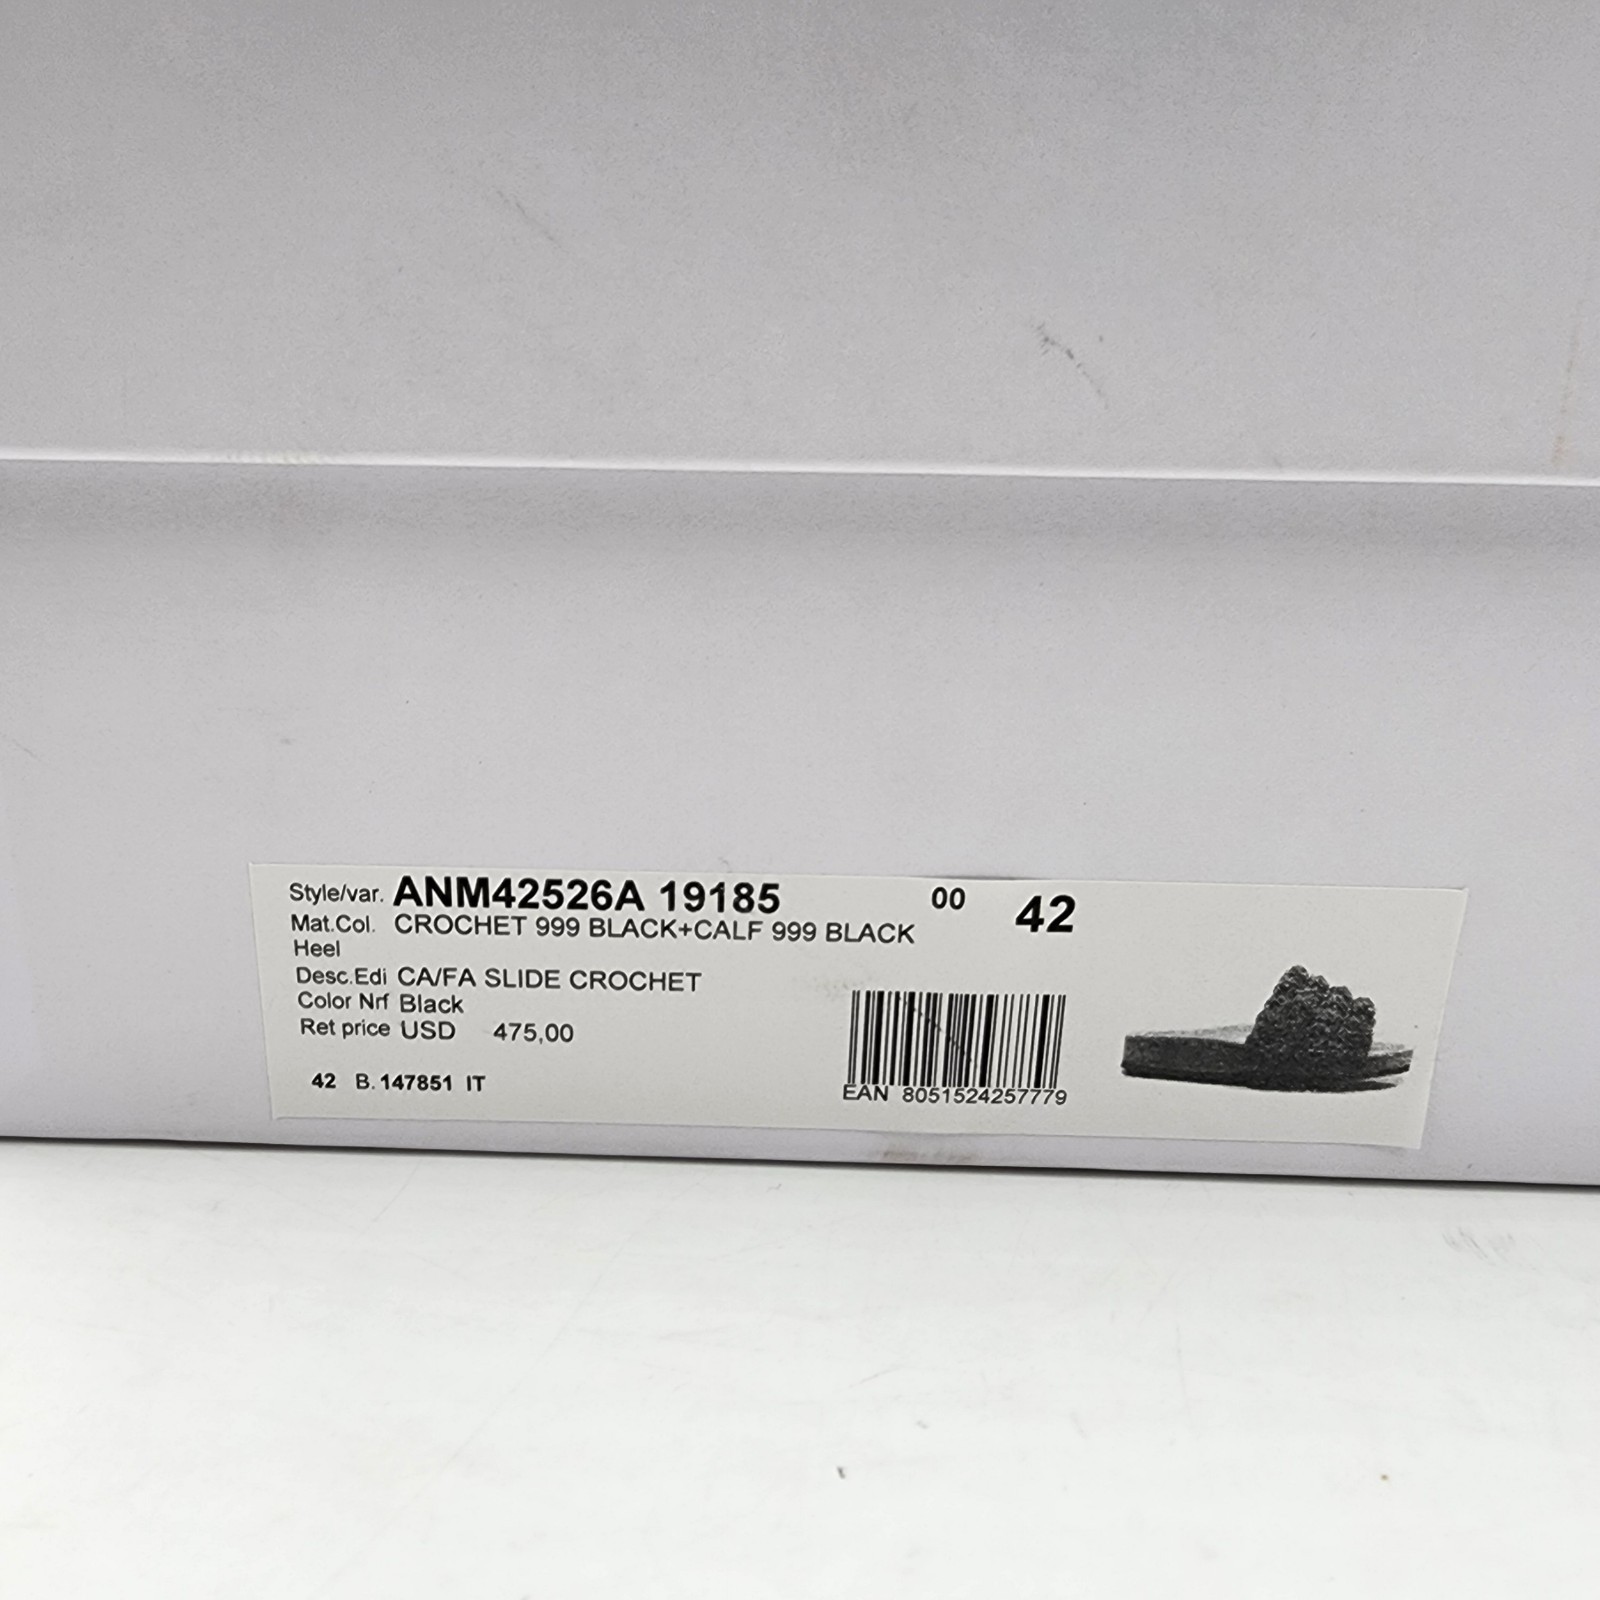 Style/var. ANM42526A 19185 00 42
Mat.Col. CROCHET 999 BLACK+CALF 999 BLACK
Heel
Desc.Edi CA/FA SLIDE CROCHET
Color Nrf Black
Ret price USD 475,00
42 B. 147851 IT
EAN 8051524257779